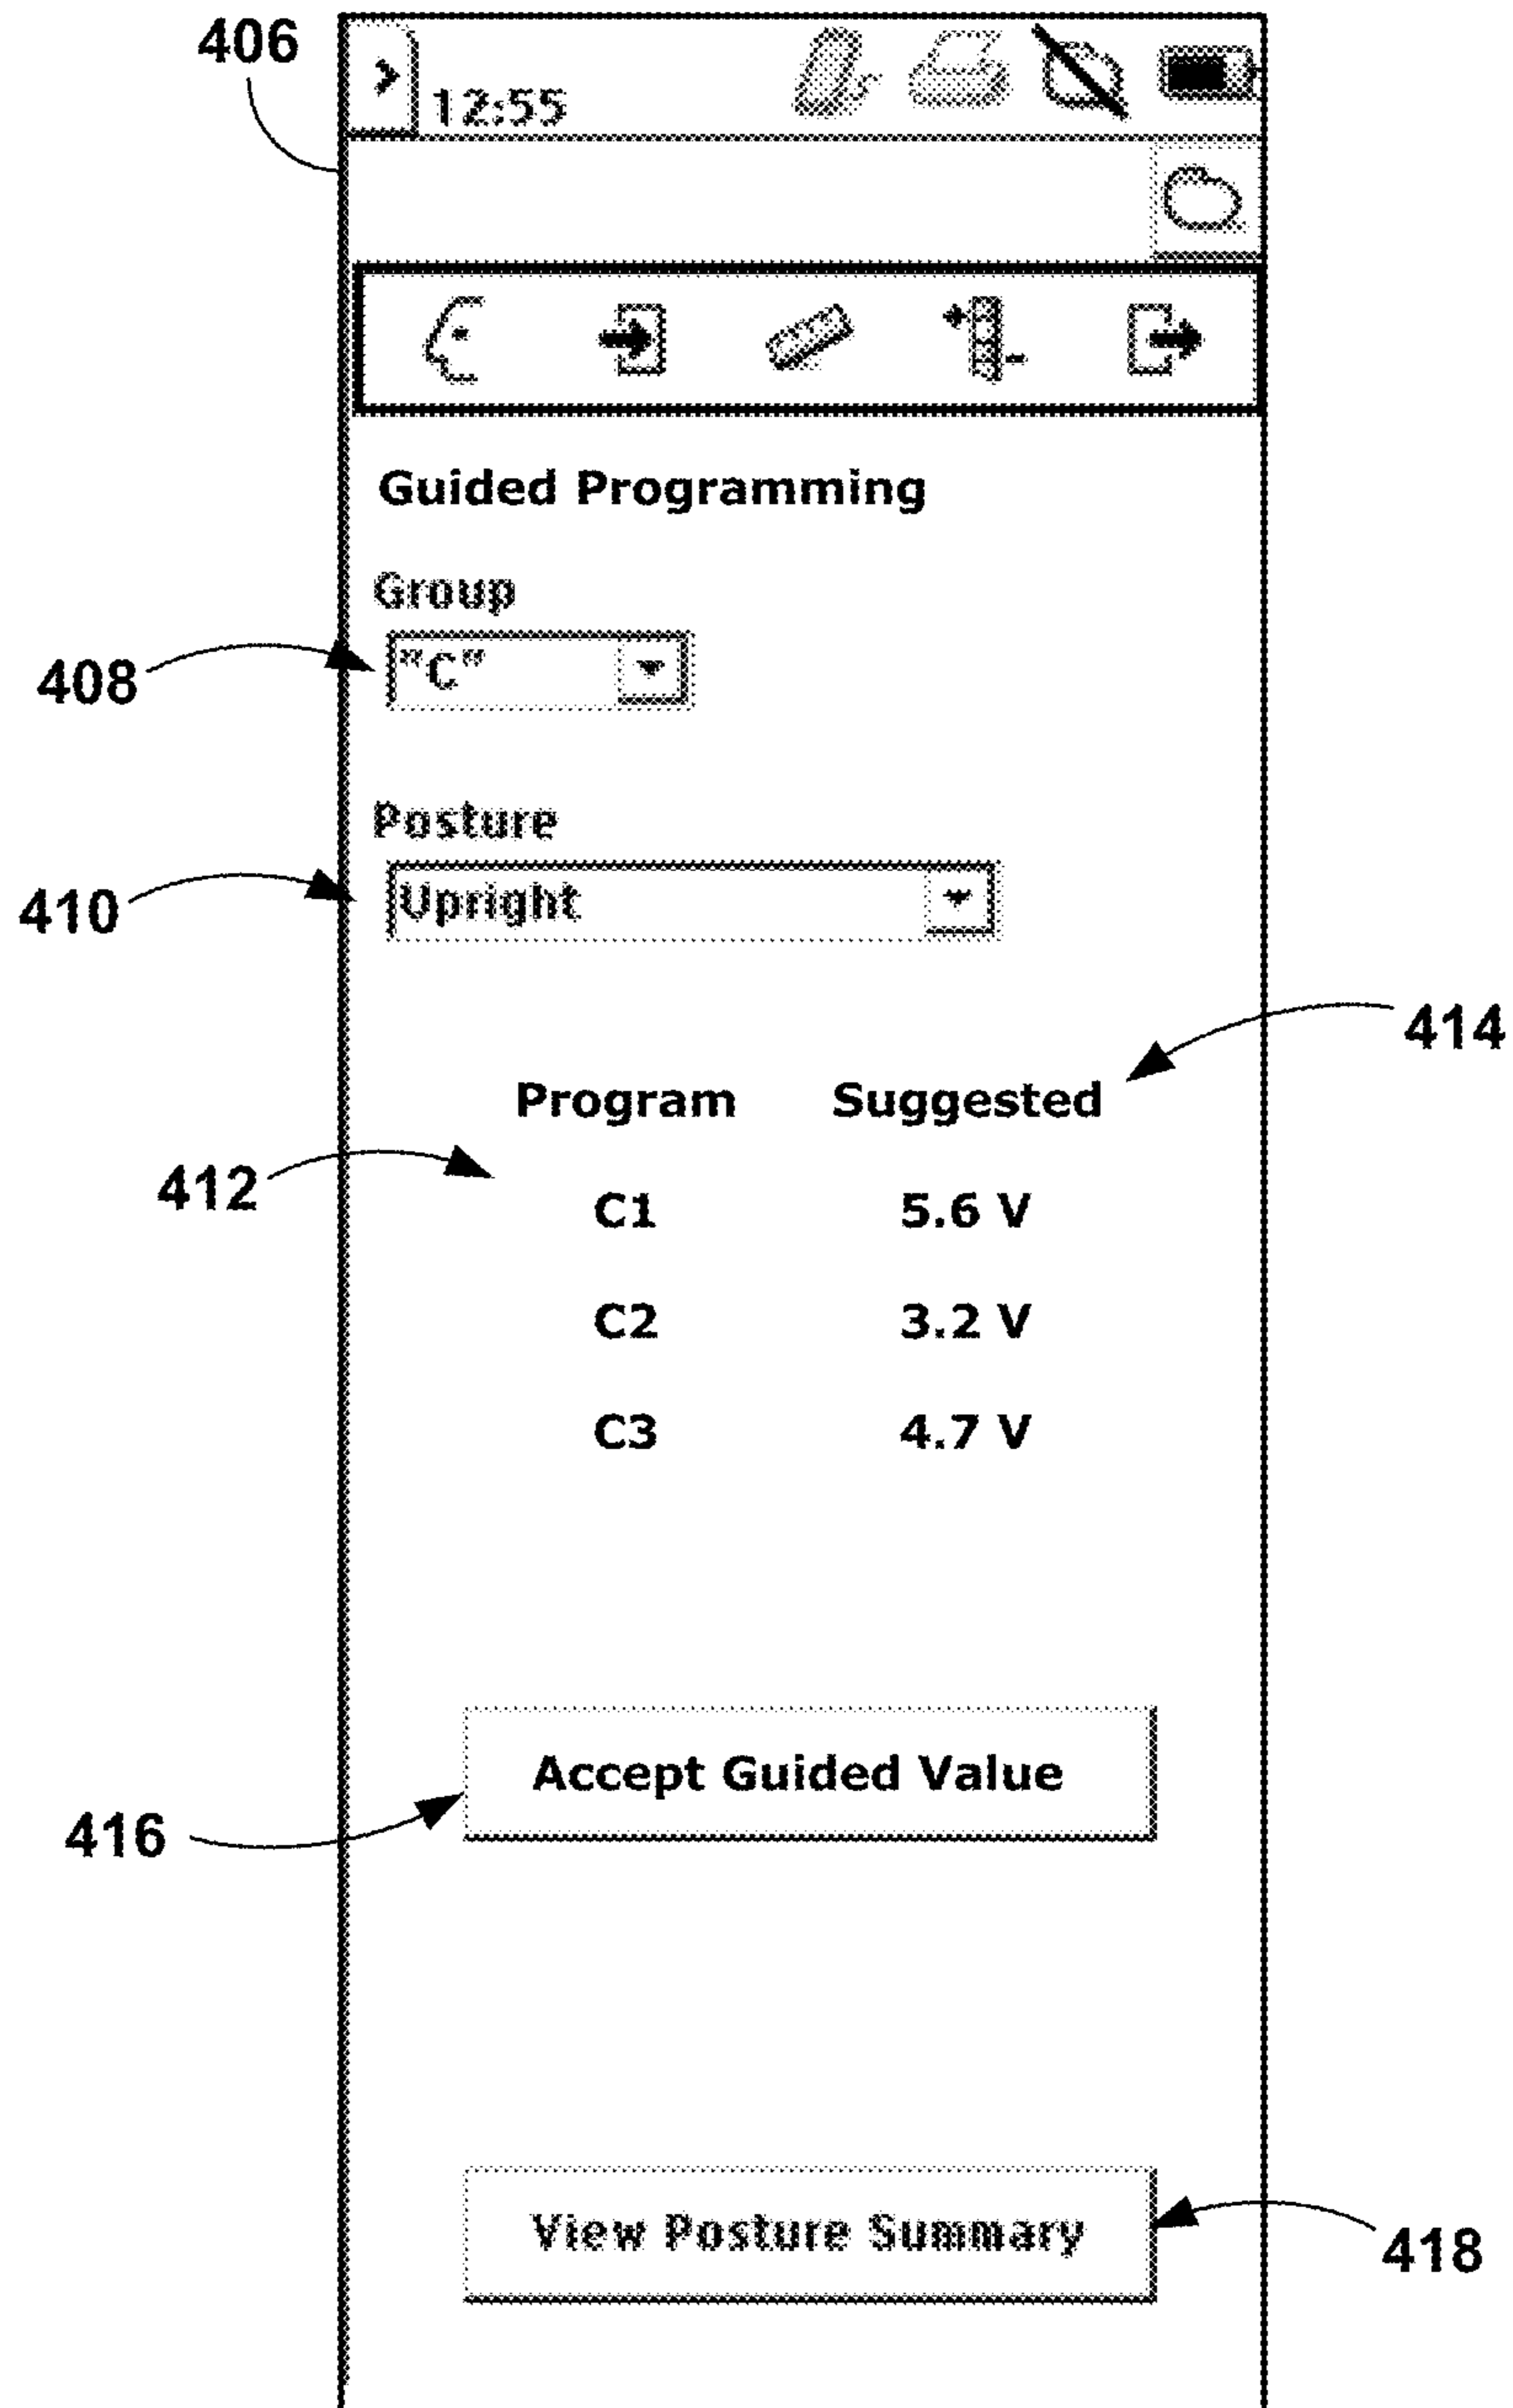 406
12:55
Guided Programming
Group
408
"C"
Posture
410
Upright
414
Program Suggested
412
C1 5.6 V
C2 3.2 V
C3 4.7 V
Accept Guided Value
416
View Posture Summary
418